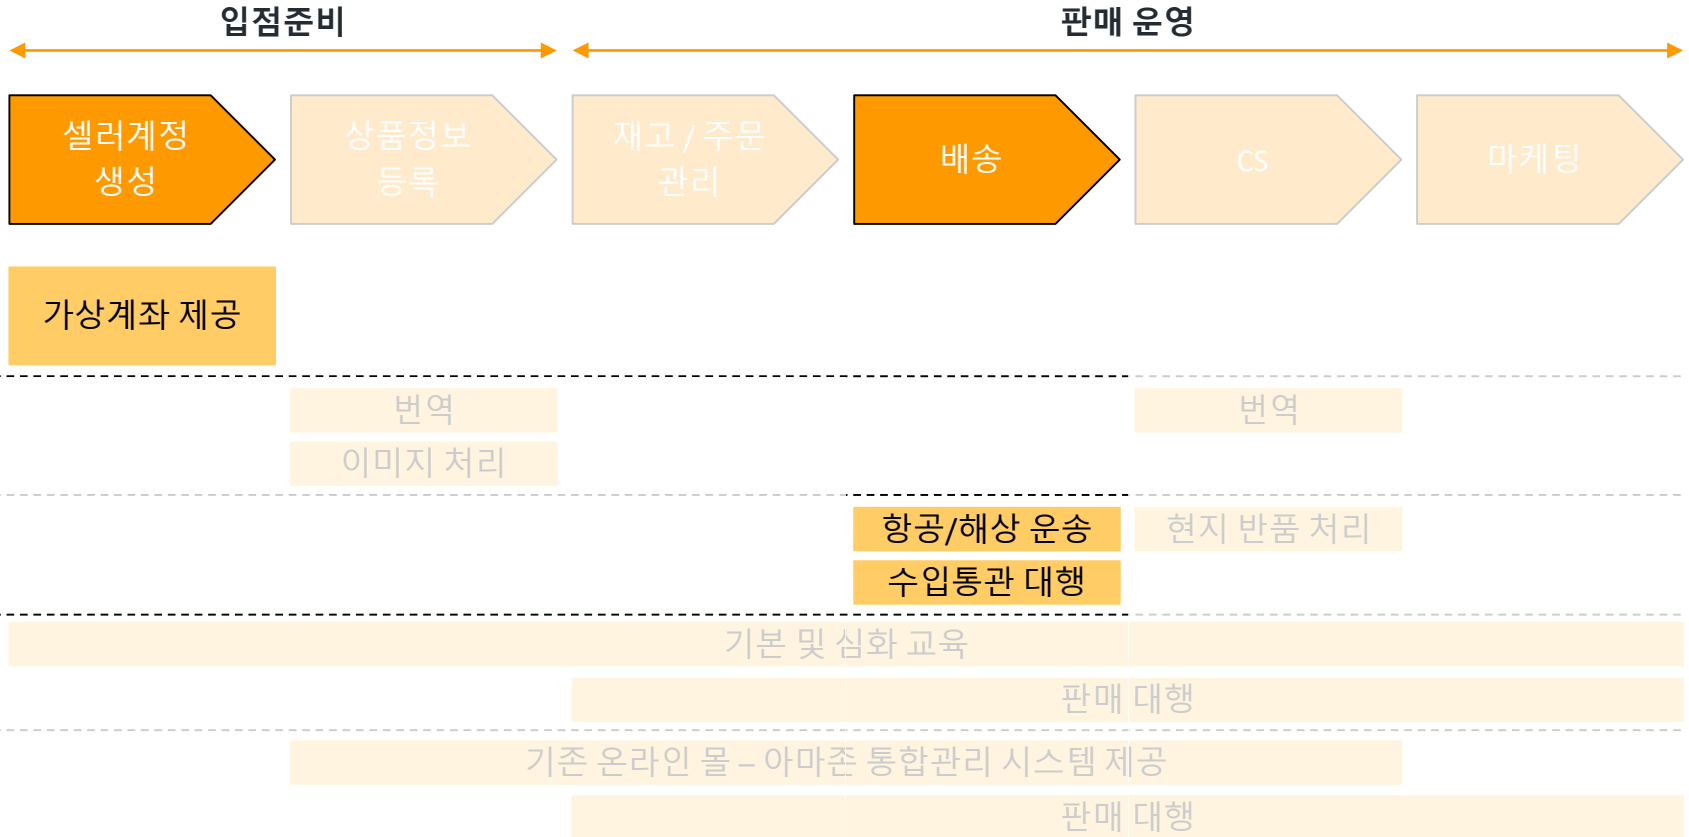 입점준비
판매 운영
셀러계정
생성
상품정보
등록
재고 / 주문
관리
배송
CS
마케팅
가상계좌 제공
번역
번역
이미지 처리
항공/해상 운송
현지 반품 처리
수입통관 대행
기본 및 심화 교육
판매 대행
기존 온라인 몰 – 아마존 통합관리 시스템 제공
판매 대행